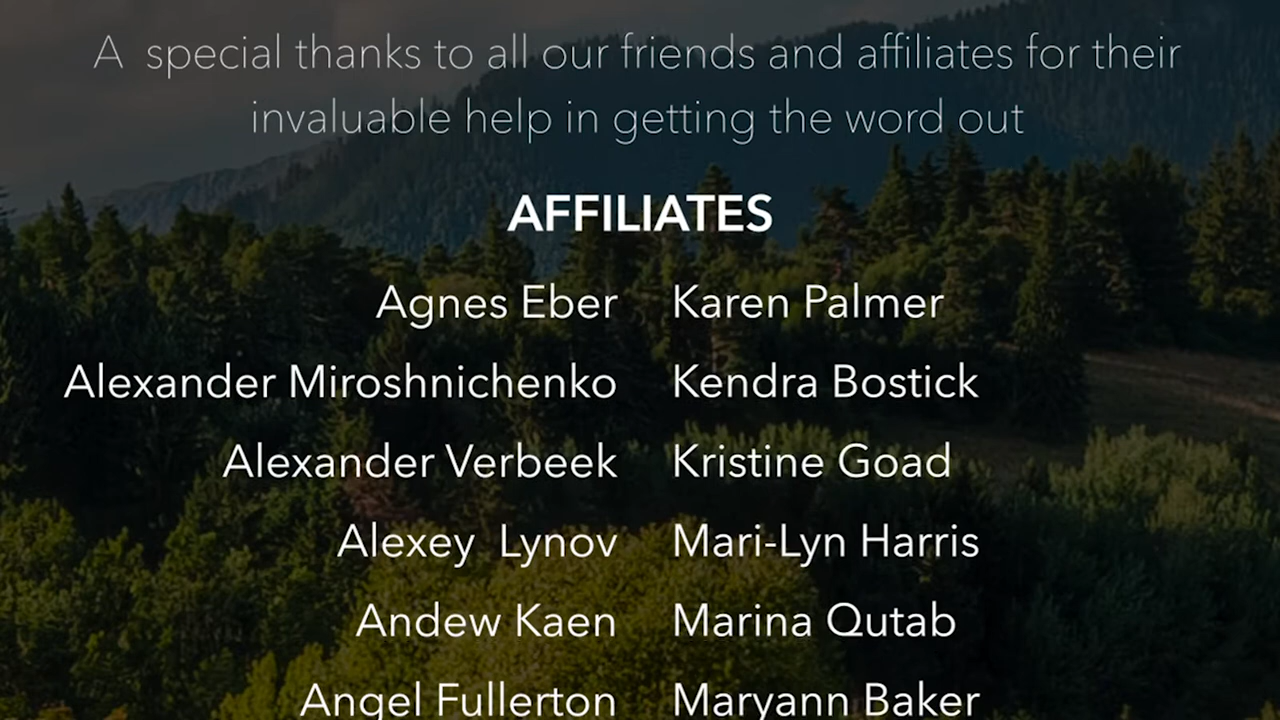 A special thanks to all our friends and affiliates for their
invaluable help in getting the word out
AFFILIATES
Agnes Eber Karen Palmer
Alexander Miroshnichenko Kendra Bostick
Alexander Verbeek Kristine Goad
Alexey Lynov Mari-Lyn Harris
Andew Kaen Marina Qutab
Angel Fullerton Maryann Baker